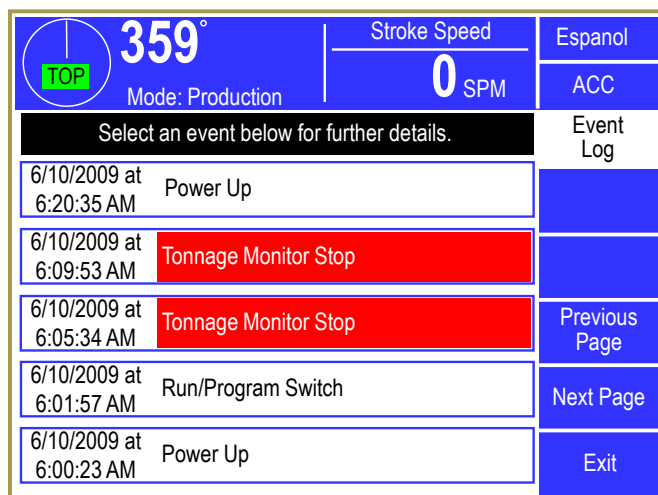 359°
TOP
Mode: Production
Stroke Speed
0 SPM
Espanol
ACC
Event
Log
Select an event below for further details.
6/10/2009 at
6:20:35 AM
Power Up
6/10/2009 at
6:09:53 AM
Tonnage Monitor Stop
6/10/2009 at
6:05:34 AM
Tonnage Monitor Stop
6/10/2009 at
6:01:57 AM
Run/Program Switch
6/10/2009 at
6:00:23 AM
Power Up
Previous
Page
Next Page
Exit